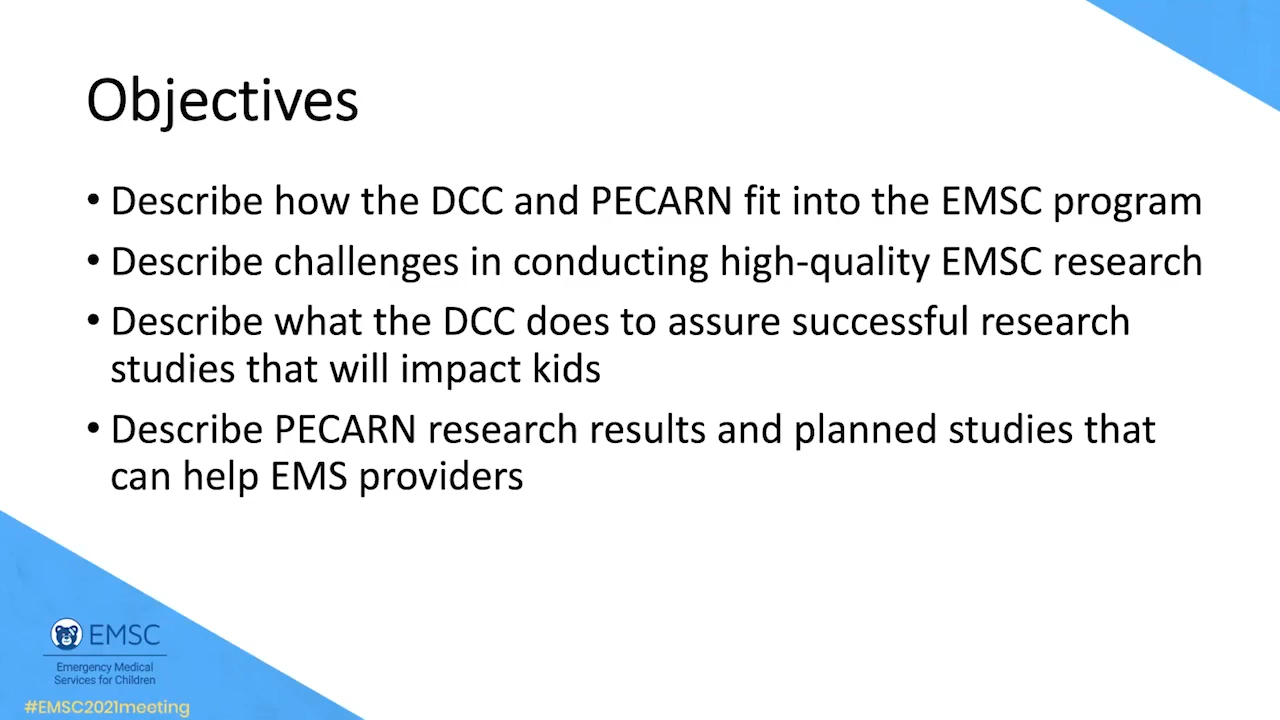 Objectives
• Describe how the DCC and PECARN fit into the EMSC program
• Describe challenges in conducting high-quality EMSC research
• Describe what the DCC does to assure successful research
studies that will impact kids
• Describe PECARN research results and planned studies that
can help EMS providers
EMSC
Emergency Medical
Services for Children
#EMSC2021meeting